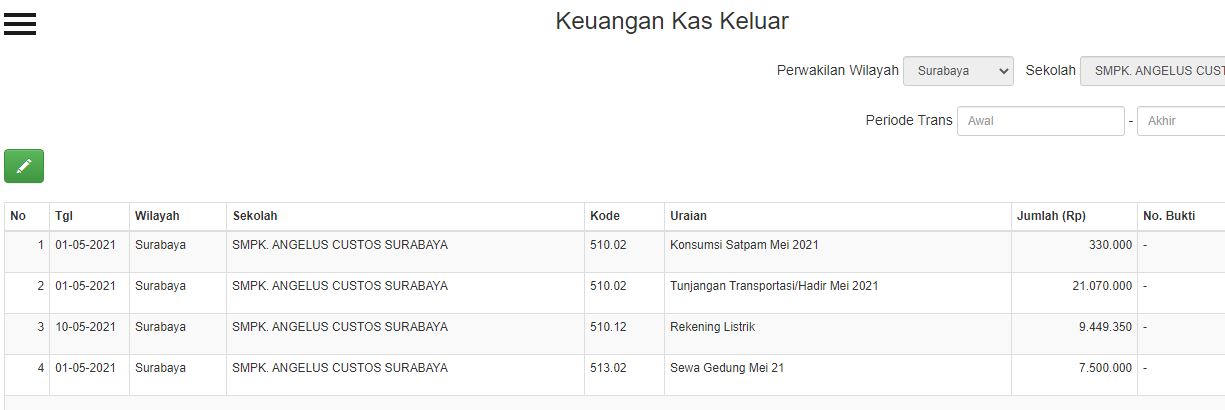 Keuangan Kas Keluar
Perwakilan Wilayah Surabaya Sekolah SMPK. ANGELUS CUST
Periode Trans Awal - Akhir
No Tgl Wilayah Sekolah Kode Uraian Jumlah (Rp) No. Bukti
1 01-05-2021 Surabaya SMPK. ANGELUS CUSTOS SURABAYA 510.02 Konsumsi Satpam Mei 2021 330.000 -
2 01-05-2021 Surabaya SMPK. ANGELUS CUSTOS SURABAYA 510.02 Tunjangan Transportasi/Hadir Mei 2021 21.070.000 -
3 10-05-2021 Surabaya SMPK. ANGELUS CUSTOS SURABAYA 510.12 Rekening Listrik 9.449.350 -
4 01-05-2021 Surabaya SMPK. ANGELUS CUSTOS SURABAYA 513.02 Sewa Gedung Mei 21 7.500.000 -